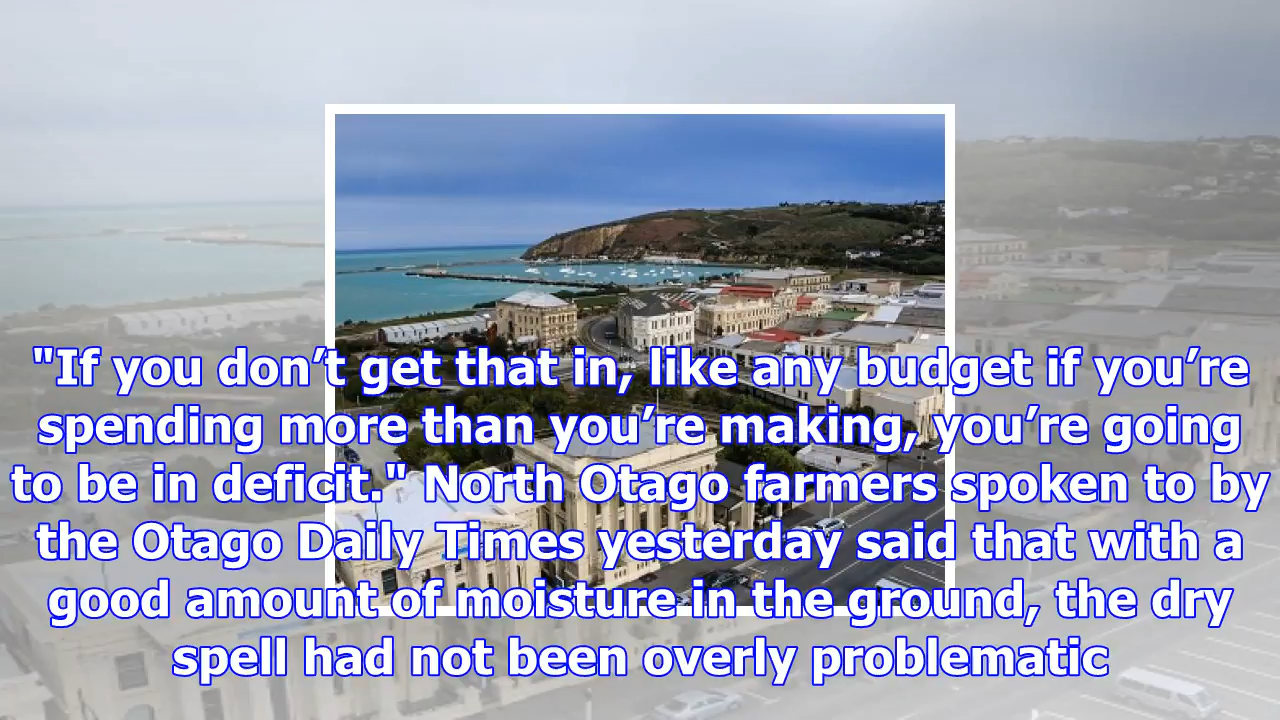 "If you don’t get that in, like any budget if you’re
spending more than you’re making, you’re going
to be in deficit." North Otago farmers spoken to by
the Otago Daily Times yesterday said that with a
good amount of moisture in the ground, the dry
spell had not been overly problematic